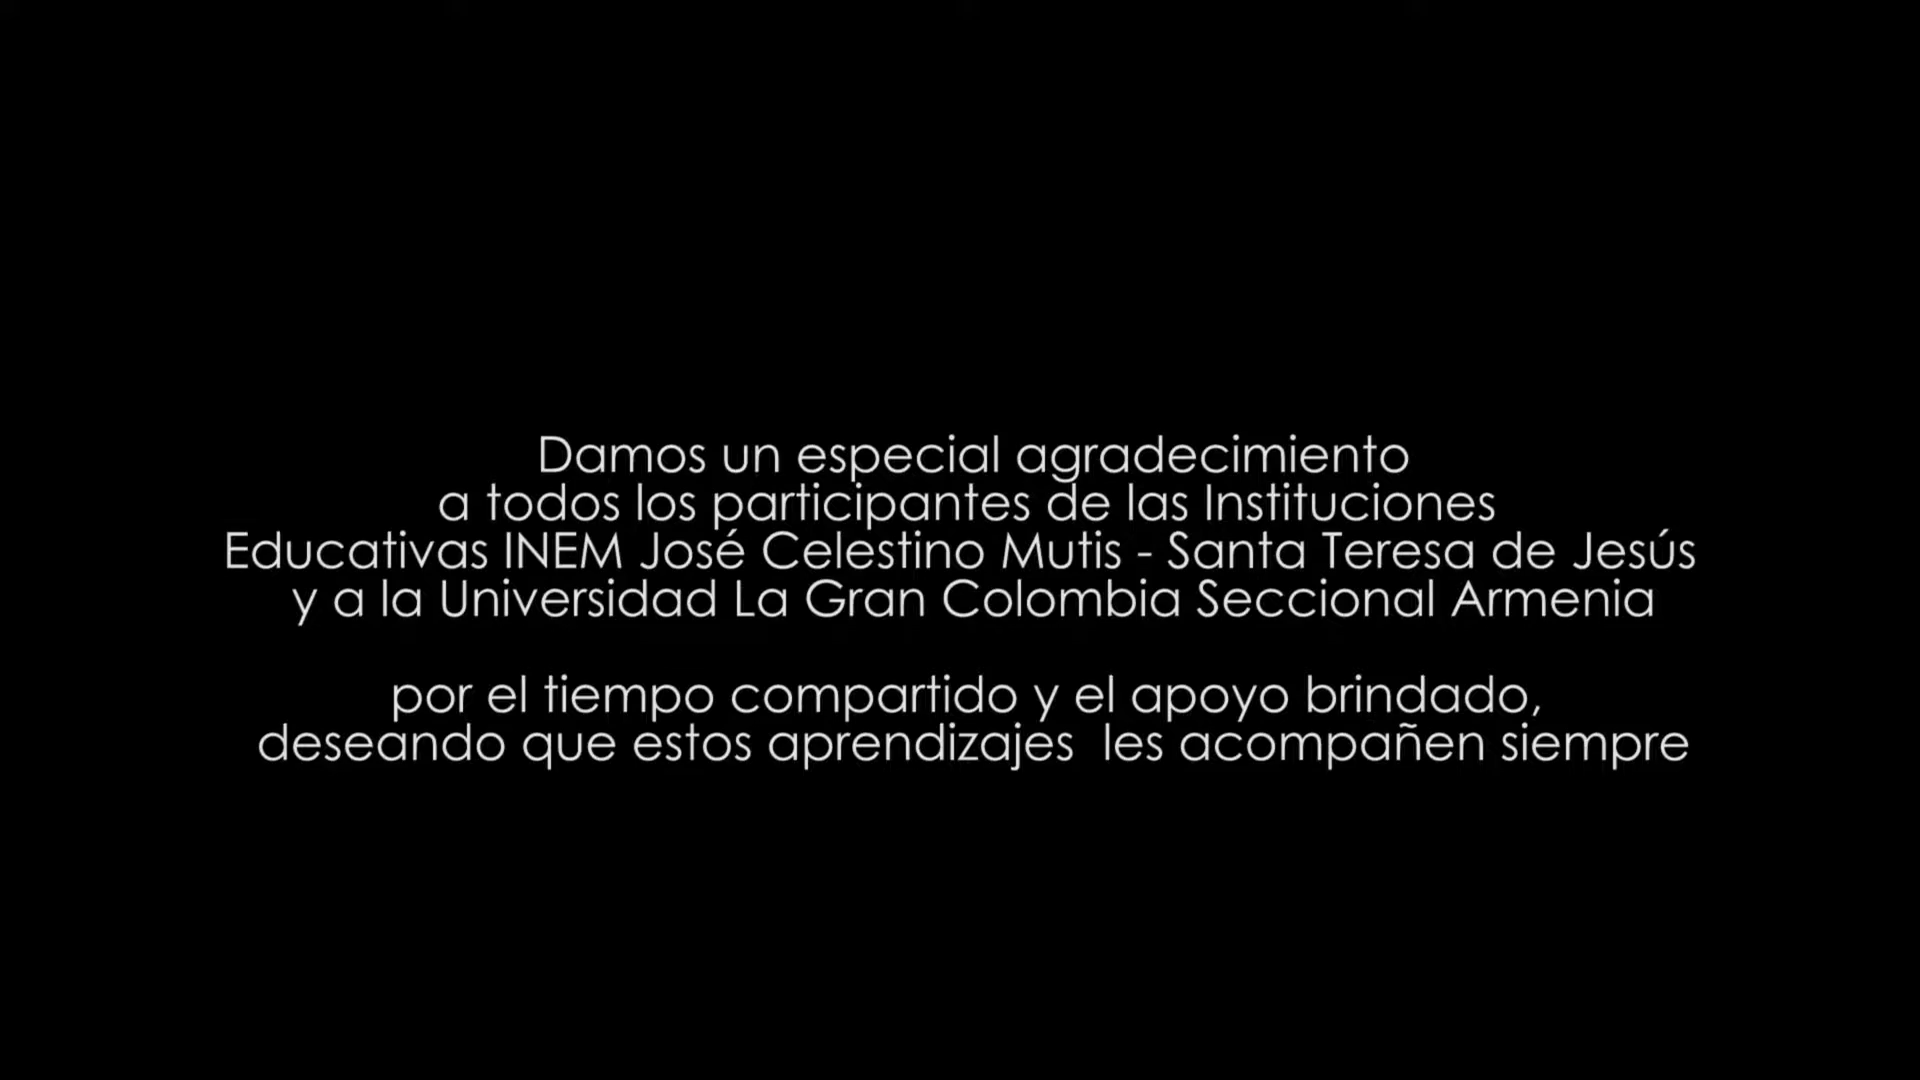 Damos un especial agradecimiento
a todos los participantes de las Instituciones
Educativas INEM José Celestino Mutis - Santa Teresa de Jesús
y a la Universidad La Gran Colombia Seccional Armenia
por el tiempo compartido y el apoyo brindado,
deseando que estos aprendizajes  les acompañen siempre